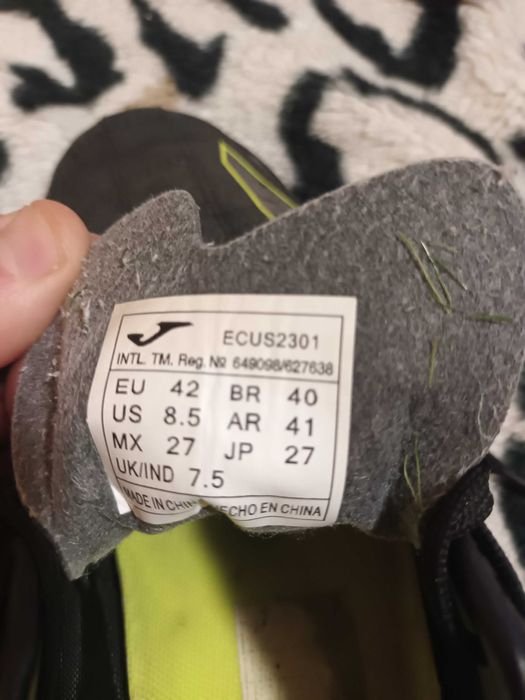 ECUS2301
INTL. TM. Reg. Nº 649098/627638
EU 42 BR 40
US 8.5 AR 41
MX 27 JP 27
UK/IND 7.5
MADE IN CHINA HECHO EN CHINA